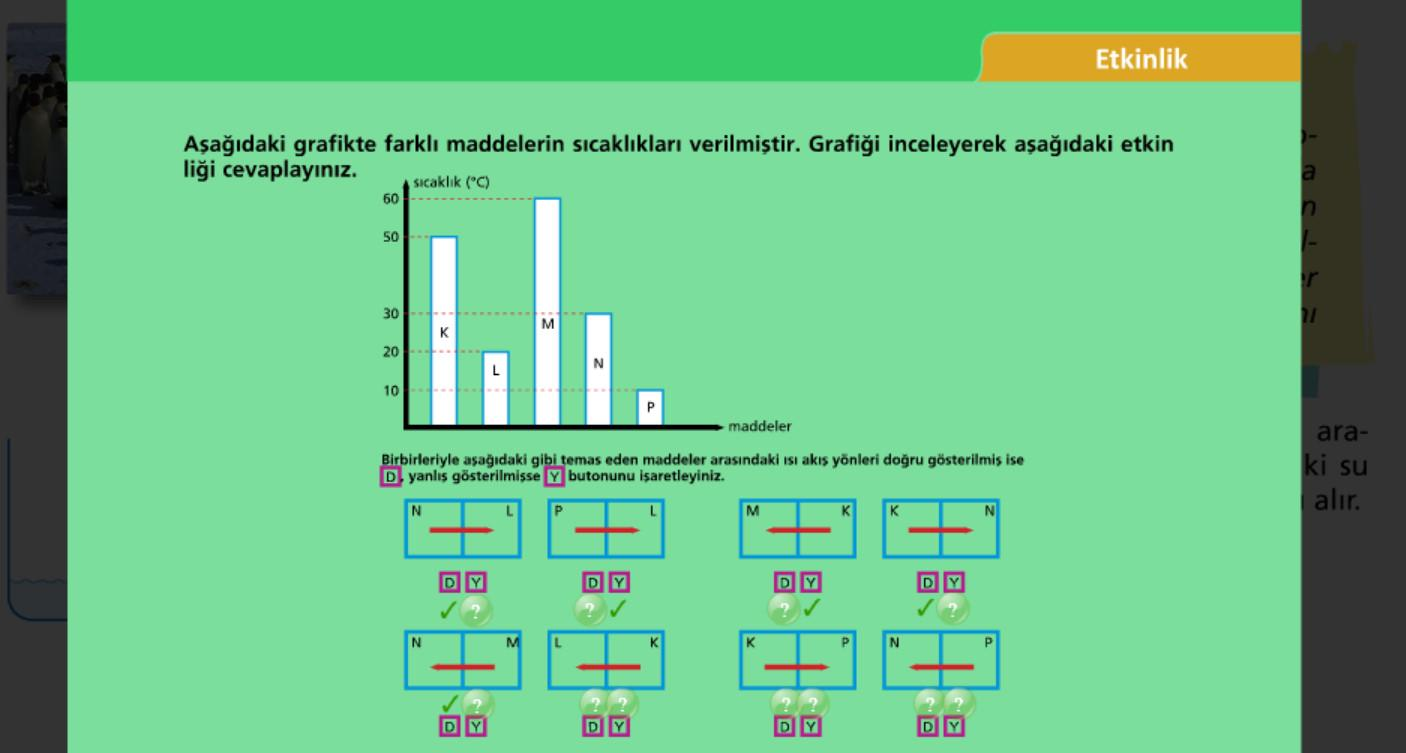 Etkinlik
Aşağıdaki grafikte farklı maddelerin sıcaklıkları verilmiştir. Grafiği inceleyerek aşağıdaki etkin
liği cevaplayınız.
sıcaklık (°C)
60
50
30
20
10
K
L
M
N
P
maddeler
Birbirleriyle aşağıdaki gibi temas eden maddeler arasındaki ısı akış yönleri doğru gösterilmiş ise
D, yanlış gösterilmişse Y butonunu işaretleyiniz.
N L P L M K K N
D Y D Y D Y D Y
✓ ? ? ✓ ? ✓ ✓ ?
N M L K K P N P
✓ ? ? ? ? ? ? ?
D Y D Y D Y D Y
a
n
l-
er
nı
ara-
ki su
alır.